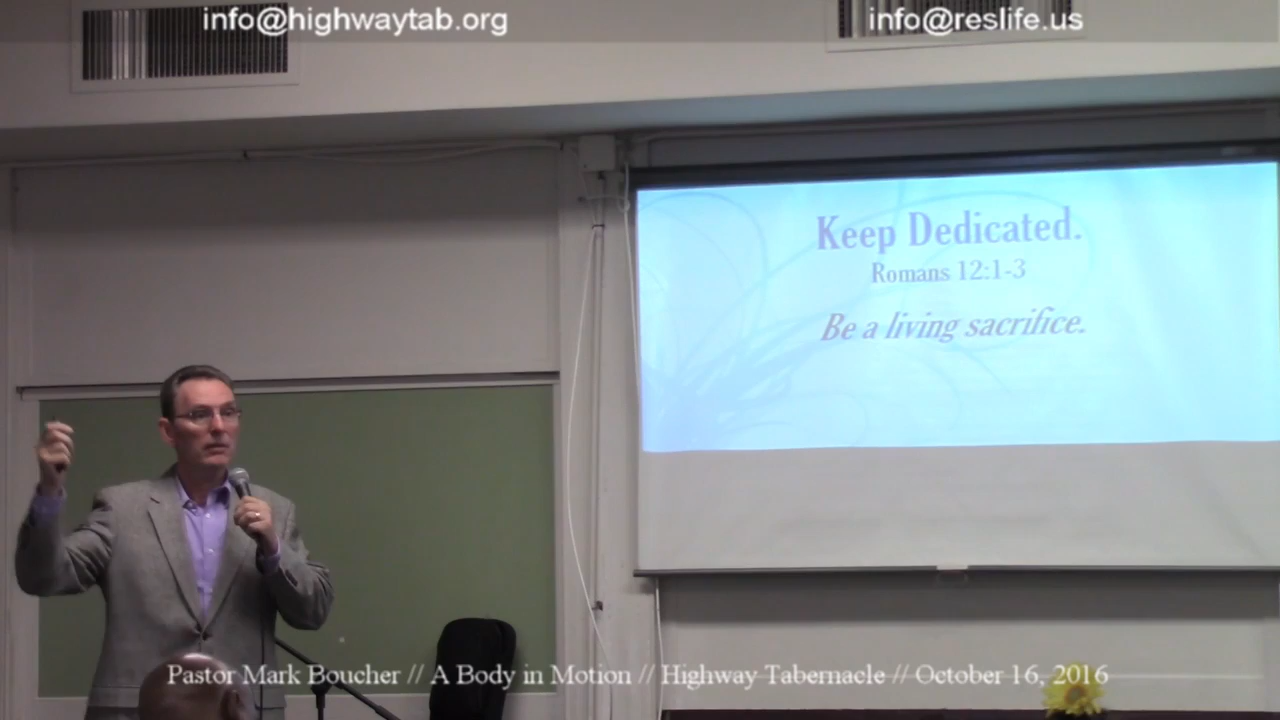 info@highwaytab.org
info@reslife.us
Keep Dedicated.
Romans 12:1-3
Be a living sacrifice.
Pastor Mark Boucher // A Body in Motion // Highway Tabernacle // October 16, 2016